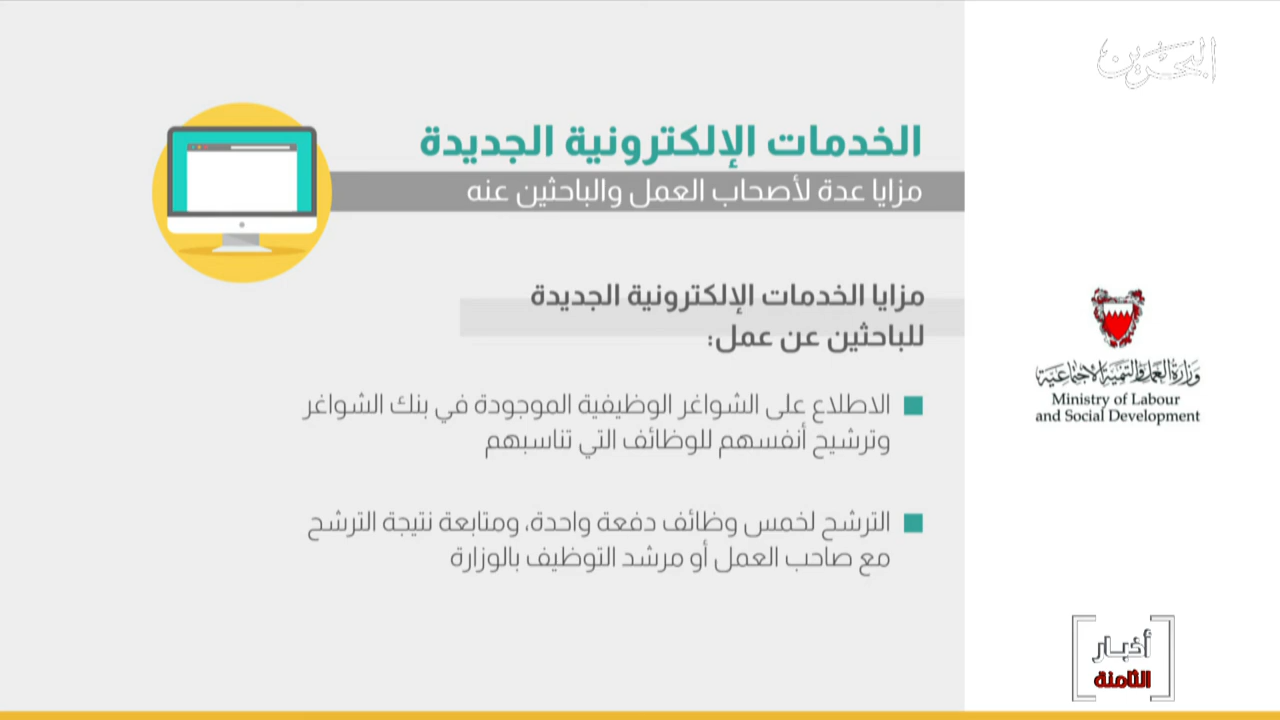 البحرين
الخدمات الإلكترونية الجديدة
مزايا عدة لأصحاب العمل والباحثين عنه
مزايا الخدمات الإلكترونية الجديدة
للباحثين عن عمل:
الاطلاع على الشواغر الوظيفية الموجودة في بنك الشواغر
وترشيح أنفسهم للوظائف التي تناسبهم
الترشح لخمس وظائف دفعة واحدة، ومتابعة نتيجة الترشح
مع صاحب العمل أو مرشد التوظيف بالوزارة
وزارة العمل والتنمية الاجتماعية
Ministry of Labour
and Social Development
أخبار
الثامنة